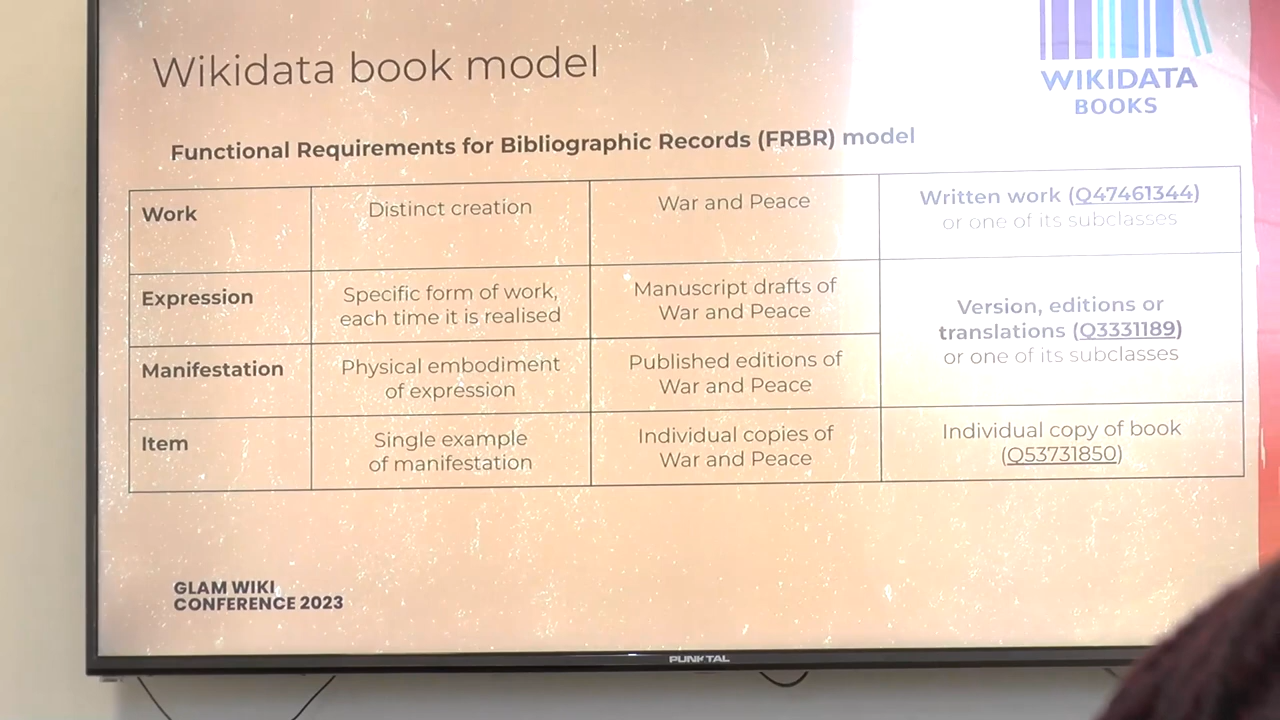 Wikidata book model
WIKIDATA
BOOKS
Functional Requirements for Bibliographic Records (FRBR) model
Work
Distinct creation
War and Peace
Written work (Q47461344)
or one of its subclasses
Expression
Specific form of work,
each time it is realised
Manuscript drafts of
War and Peace
Version, editions or
translations (Q3331189)
or one of its subclasses
Manifestation
Physical embodiment
of expression
Published editions of
War and Peace
Item
Single example
of manifestation
Individual copies of
War and Peace
Individual copy of book
(Q53731850)
GLAM WIKI
CONFERENCE 2023
PUNKTAL